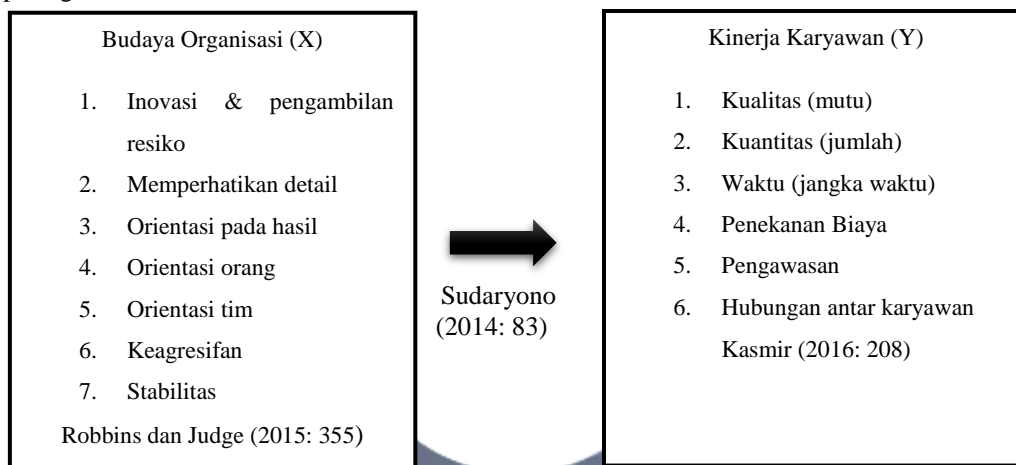 Budaya Organisasi (X)
1. Inovasi & pengambilan
resiko
2. Memperhatikan detail
3. Orientasi pada hasil
4. Orientasi orang
5. Orientasi tim
6. Keagresifan
7. Stabilitas
Robbins dan Judge (2015: 355)
Sudaryono
(2014: 83)
Kinerja Karyawan (Y)
1. Kualitas (mutu)
2. Kuantitas (jumlah)
3. Waktu (jangka waktu)
4. Penekanan Biaya
5. Pengawasan
6. Hubungan antar karyawan
Kasmir (2016: 208)